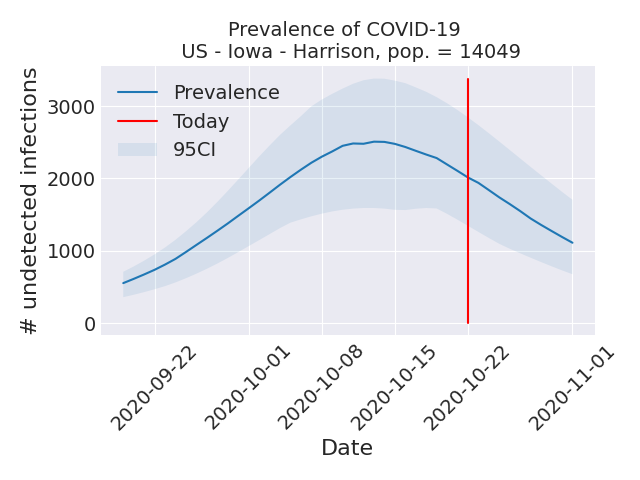 Prevalence of COVID-19
US - Iowa - Harrison, pop. = 14049
Prevalence
Today
95CI
# undetected infections
3000
2000
1000
0
2020-09-22
2020-10-01
2020-10-08
2020-10-15
2020-10-22
2020-11-01
Date